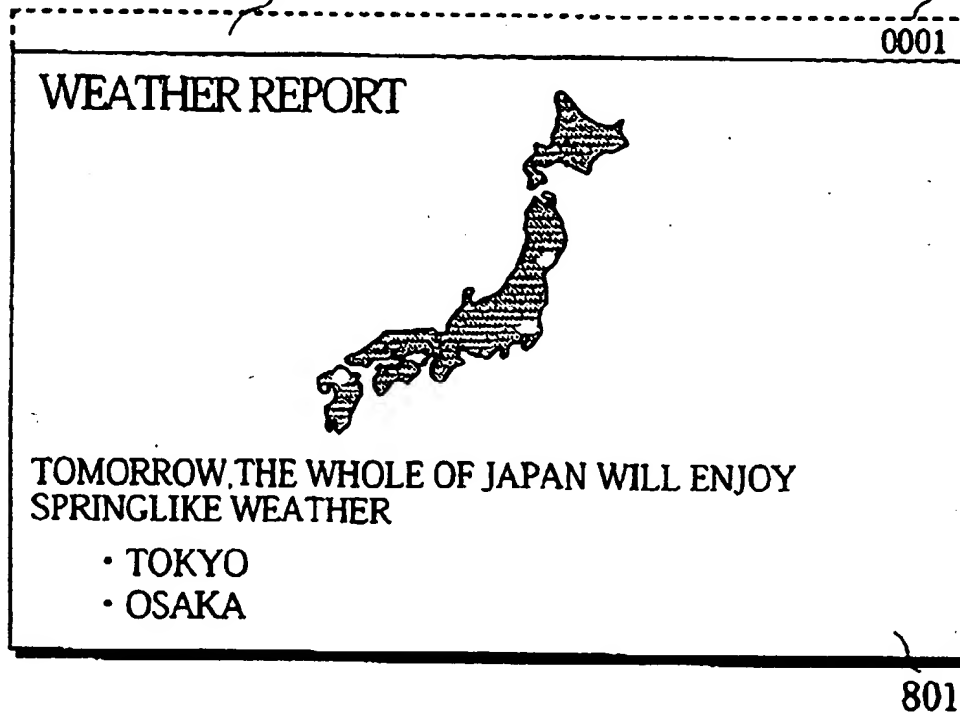 0001
WEATHER REPORT
TOMORROW, THE WHOLE OF JAPAN WILL ENJOY
SPRINGLIKE WEATHER
· TOKYO
· OSAKA
801